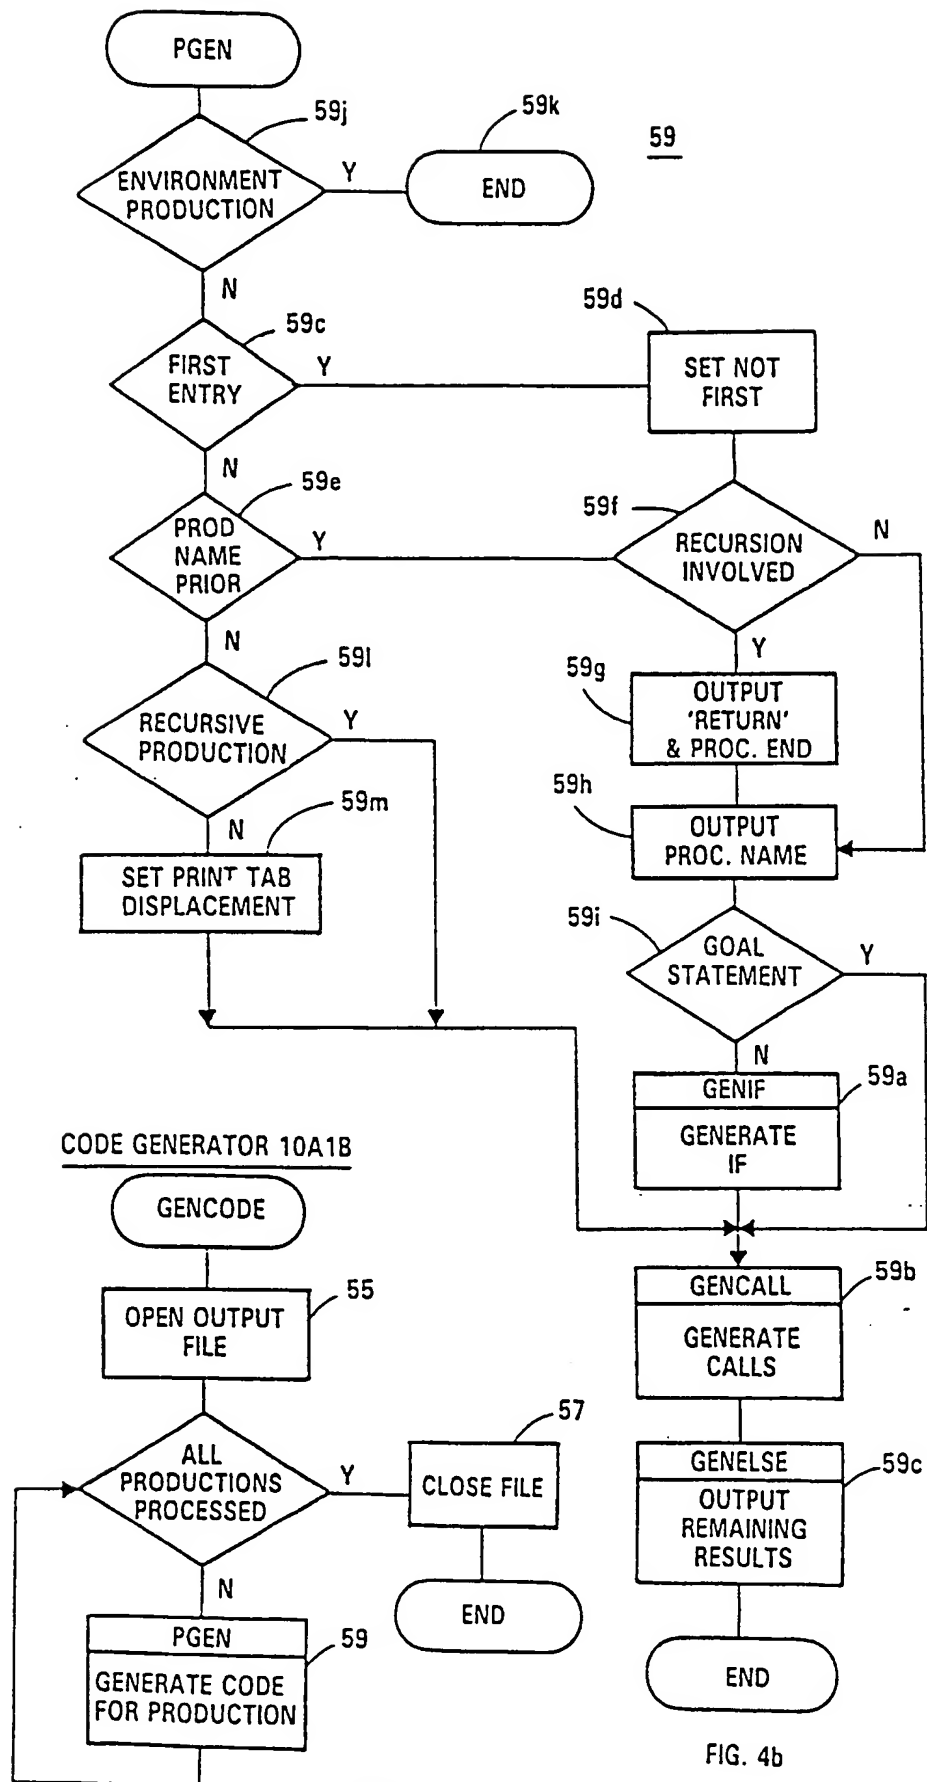 PGEN
59j
59k
59
ENVIRONMENT
PRODUCTION
Y
END
N
59c
59d
FIRST
ENTRY
Y
SET NOT
FIRST
N
59e
59f
PROD
NAME
PRIOR
Y
RECURSION
INVOLVED
N
N
59l
Y
59g
RECURSIVE
PRODUCTION
Y
OUTPUT
'RETURN'
& PROC. END
N
59m
59h
SET PRINT TAB
DISPLACEMENT
OUTPUT
PROC. NAME
59i
GOAL
STATEMENT
Y
N
GENIF
59a
GENERATE
IF
CODE GENERATOR 10A1B
GENCODE
55
OPEN OUTPUT
FILE
GENCALL
59b
GENERATE
CALLS
57
ALL
PRODUCTIONS
PROCESSED
Y
CLOSE FILE
GENELSE
59c
OUTPUT
REMAINING
RESULTS
N
END
PGEN
59
GENERATE CODE
FOR PRODUCTION
END
FIG. 4b